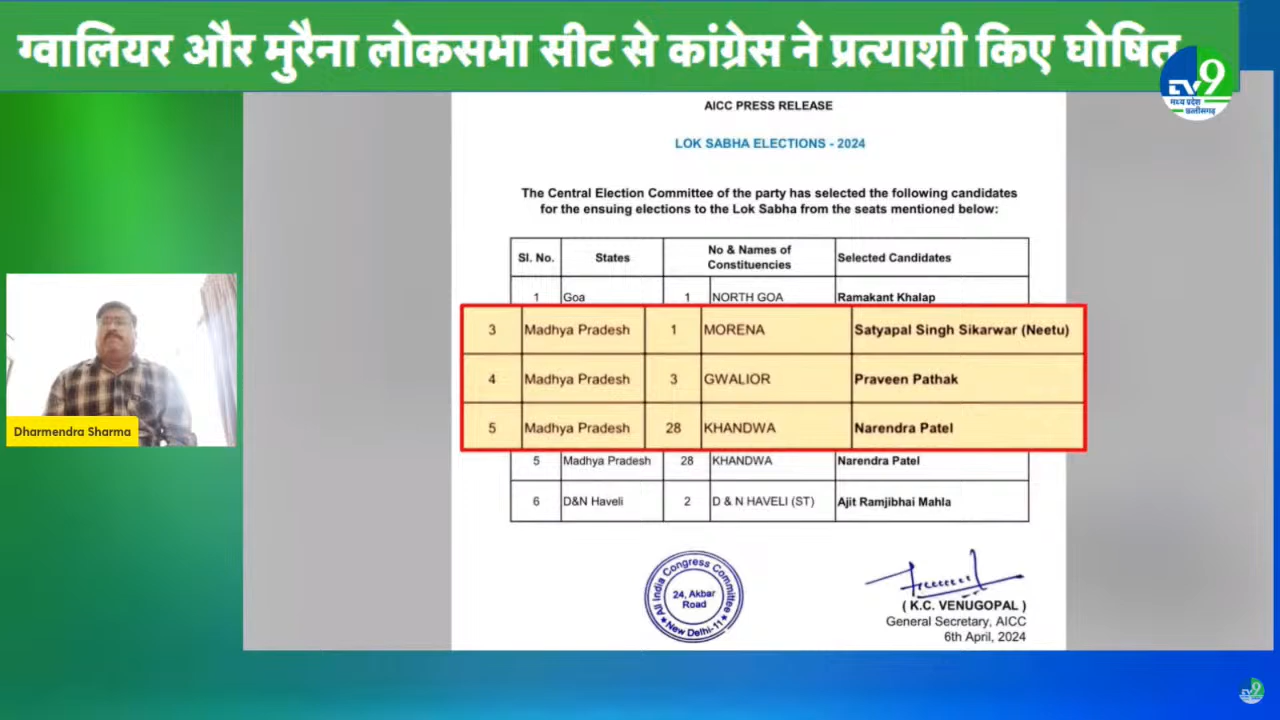 ग्वालियर और मुरैना लोकसभा सीट से कांग्रेस ने प्रत्याशी किए घोषित
TV9
मध्य प्रदेश
छत्तीसगढ़
AICC PRESS RELEASE
LOK SABHA ELECTIONS - 2024
The Central Election Committee of the party has selected the following candidates
for the ensuing elections to the Lok Sabha from the seats mentioned below:
Sl. No. States No & Names of Constituencies Selected Candidates
1 Goa 1 NORTH GOA Ramakant Khalap
3 Madhya Pradesh 1 MORENA Satyapal Singh Sikarwar (Neetu)
4 Madhya Pradesh 3 GWALIOR Praveen Pathak
5 Madhya Pradesh 28 KHANDWA Narendra Patel
5 Madhya Pradesh 28 KHANDWA Narendra Patel
6 D&N Haveli 2 D & N HAVELI (ST) Ajit Ramjibhai Mahla
Dharmendra Sharma
All India Congress Committee
24, Akbar
Road
New Delhi-11
( K.C. VENUGOPAL )
General Secretary, AICC
6th April, 2024
TV9